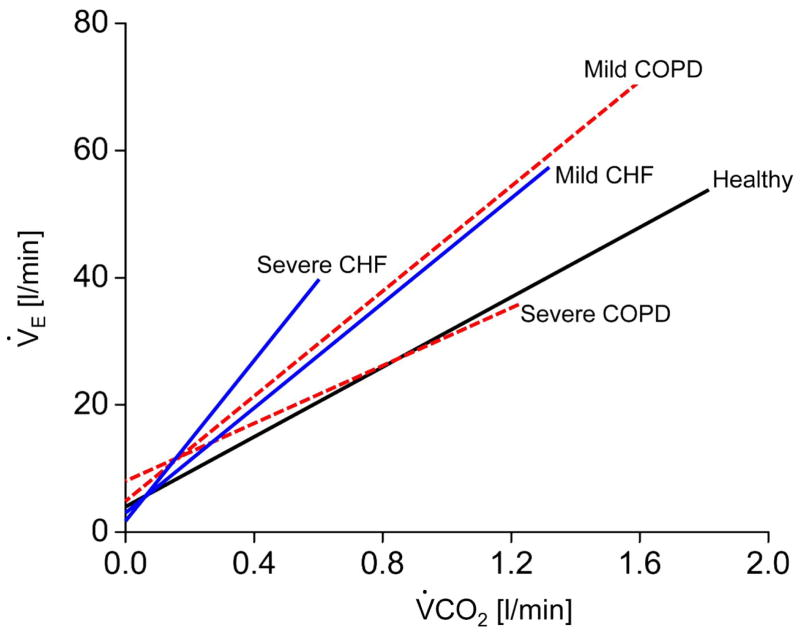 80
Mild COPD
60
Mild CHF
Healthy
Severe CHF
40
V̇E [l/min]
Severe COPD
20
0
0.0 0.4 0.8 1.2 1.6 2.0
V̇CO2 [l/min]